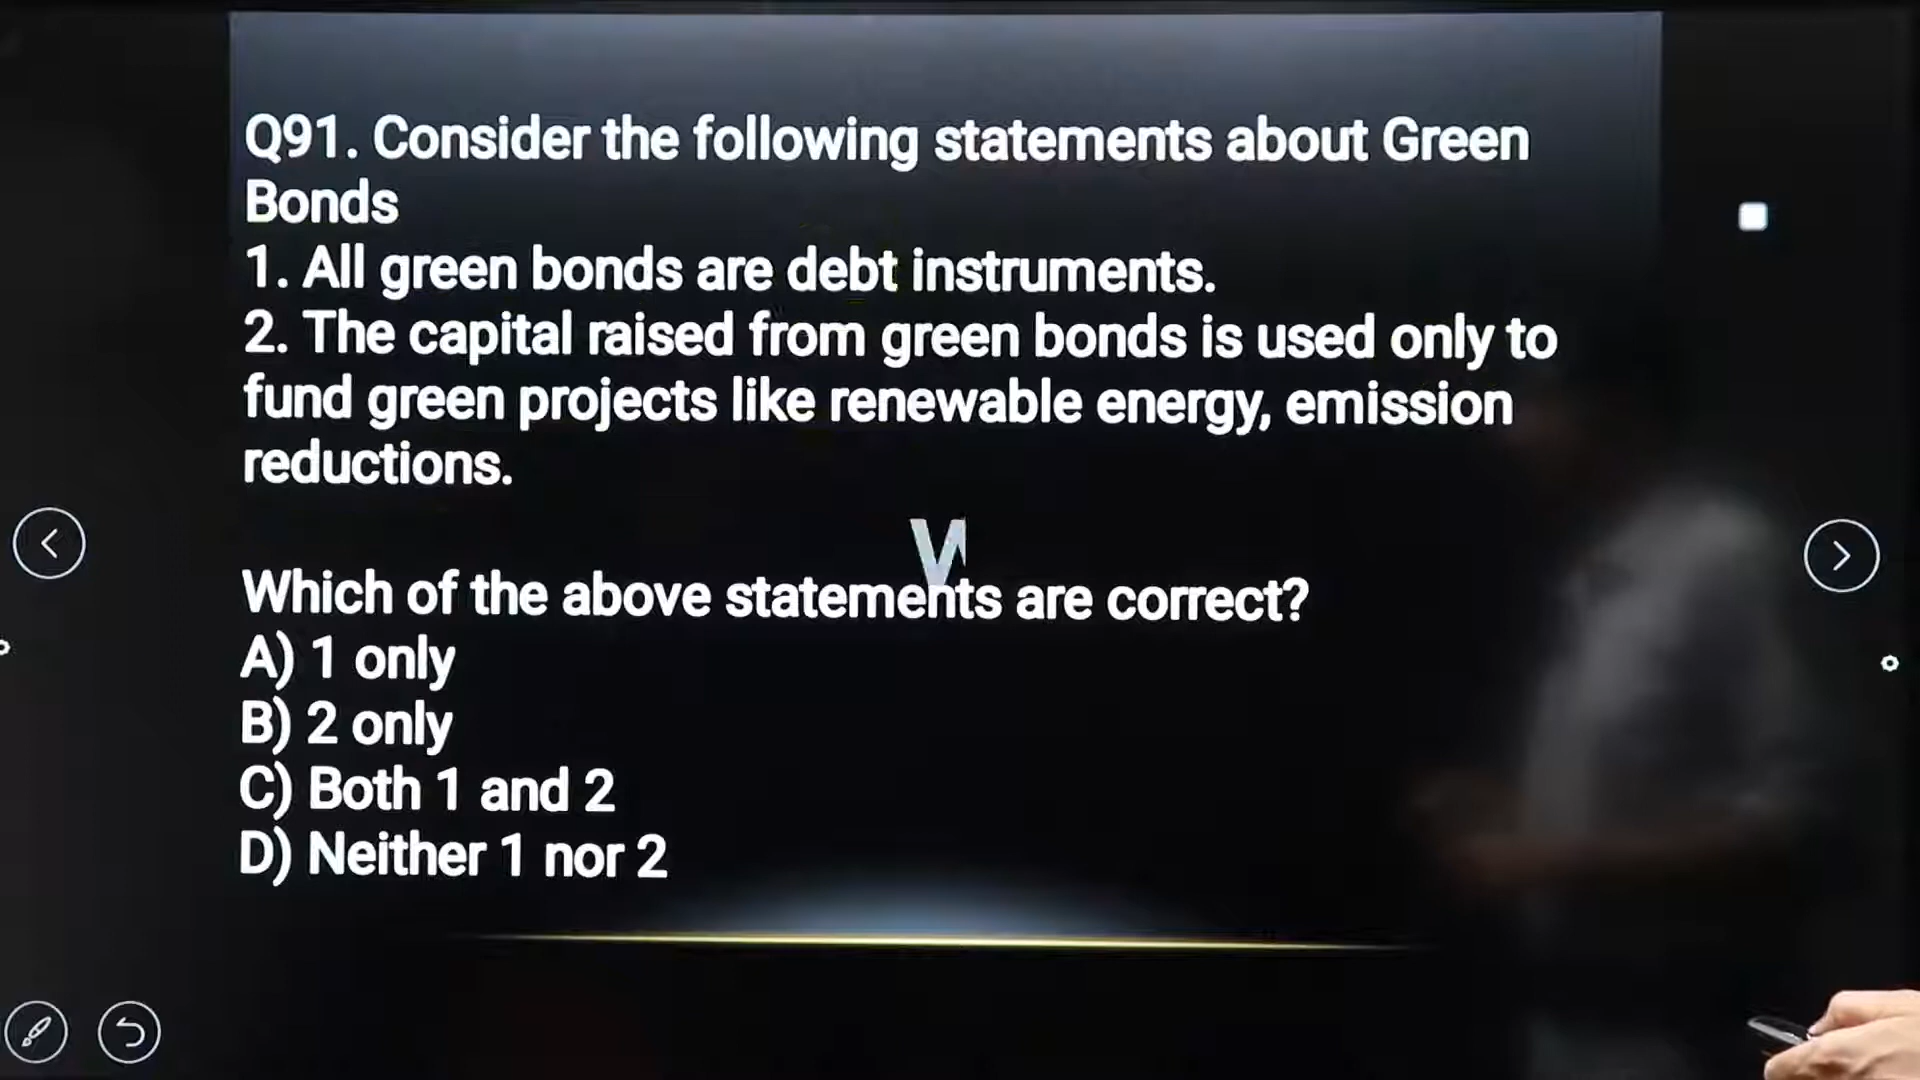 Q91. Consider the following statements about Green
Bonds
1. All green bonds are debt instruments.
2. The capital raised from green bonds is used only to
fund green projects like renewable energy, emission
reductions.
Which of the above statements are correct?
A) 1 only
B) 2 only
C) Both 1 and 2
D) Neither 1 nor 2